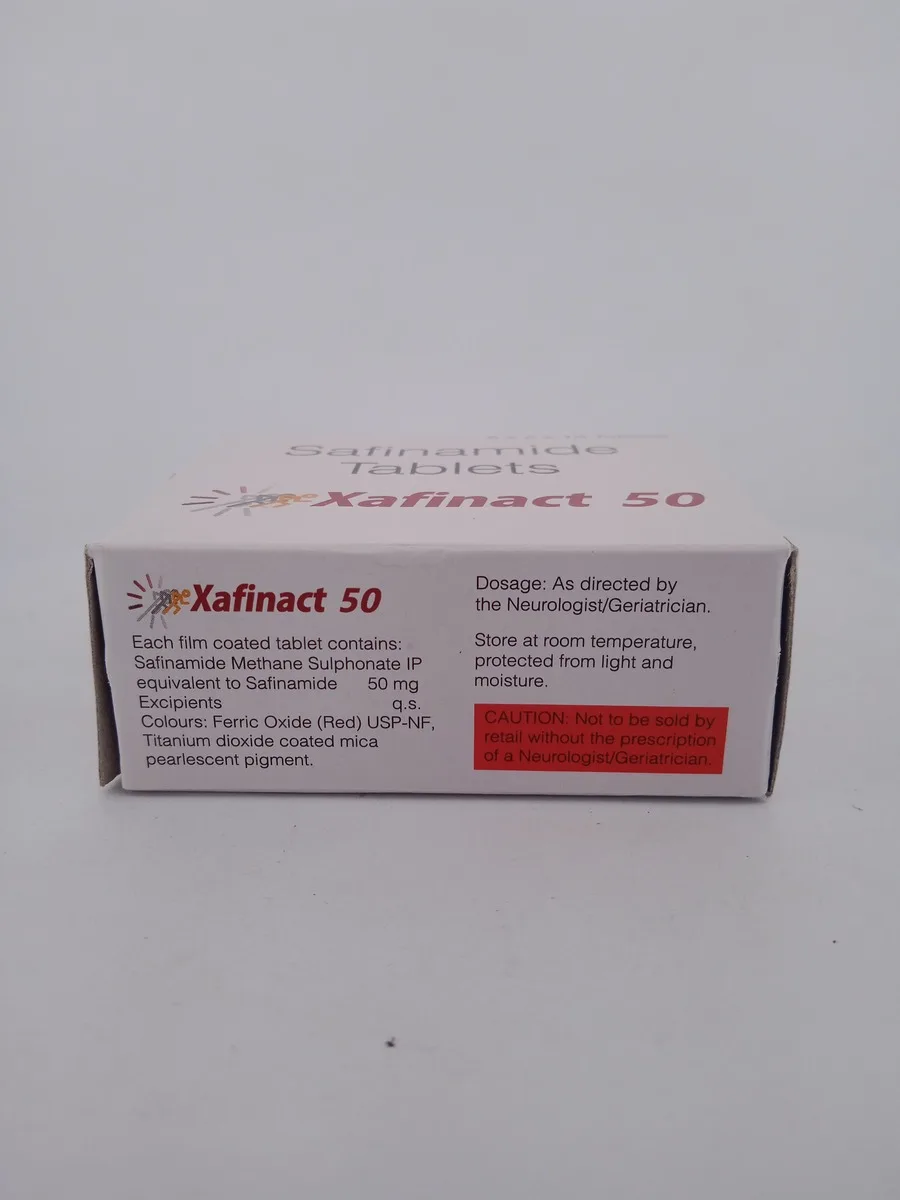 Safinamide
Tablets
Xafinact 50
Xafinact 50
Each film coated tablet contains:
Safinamide Methane Sulphonate IP
equivalent to Safinamide 50 mg
Excipients q.s.
Colours: Ferric Oxide (Red) USP-NF,
Titanium dioxide coated mica
pearlescent pigment.
Dosage: As directed by
the Neurologist/Geriatrician.
Store at room temperature,
protected from light and
moisture.
CAUTION: Not to be sold by
retail without the prescription
of a Neurologist/Geriatrician.